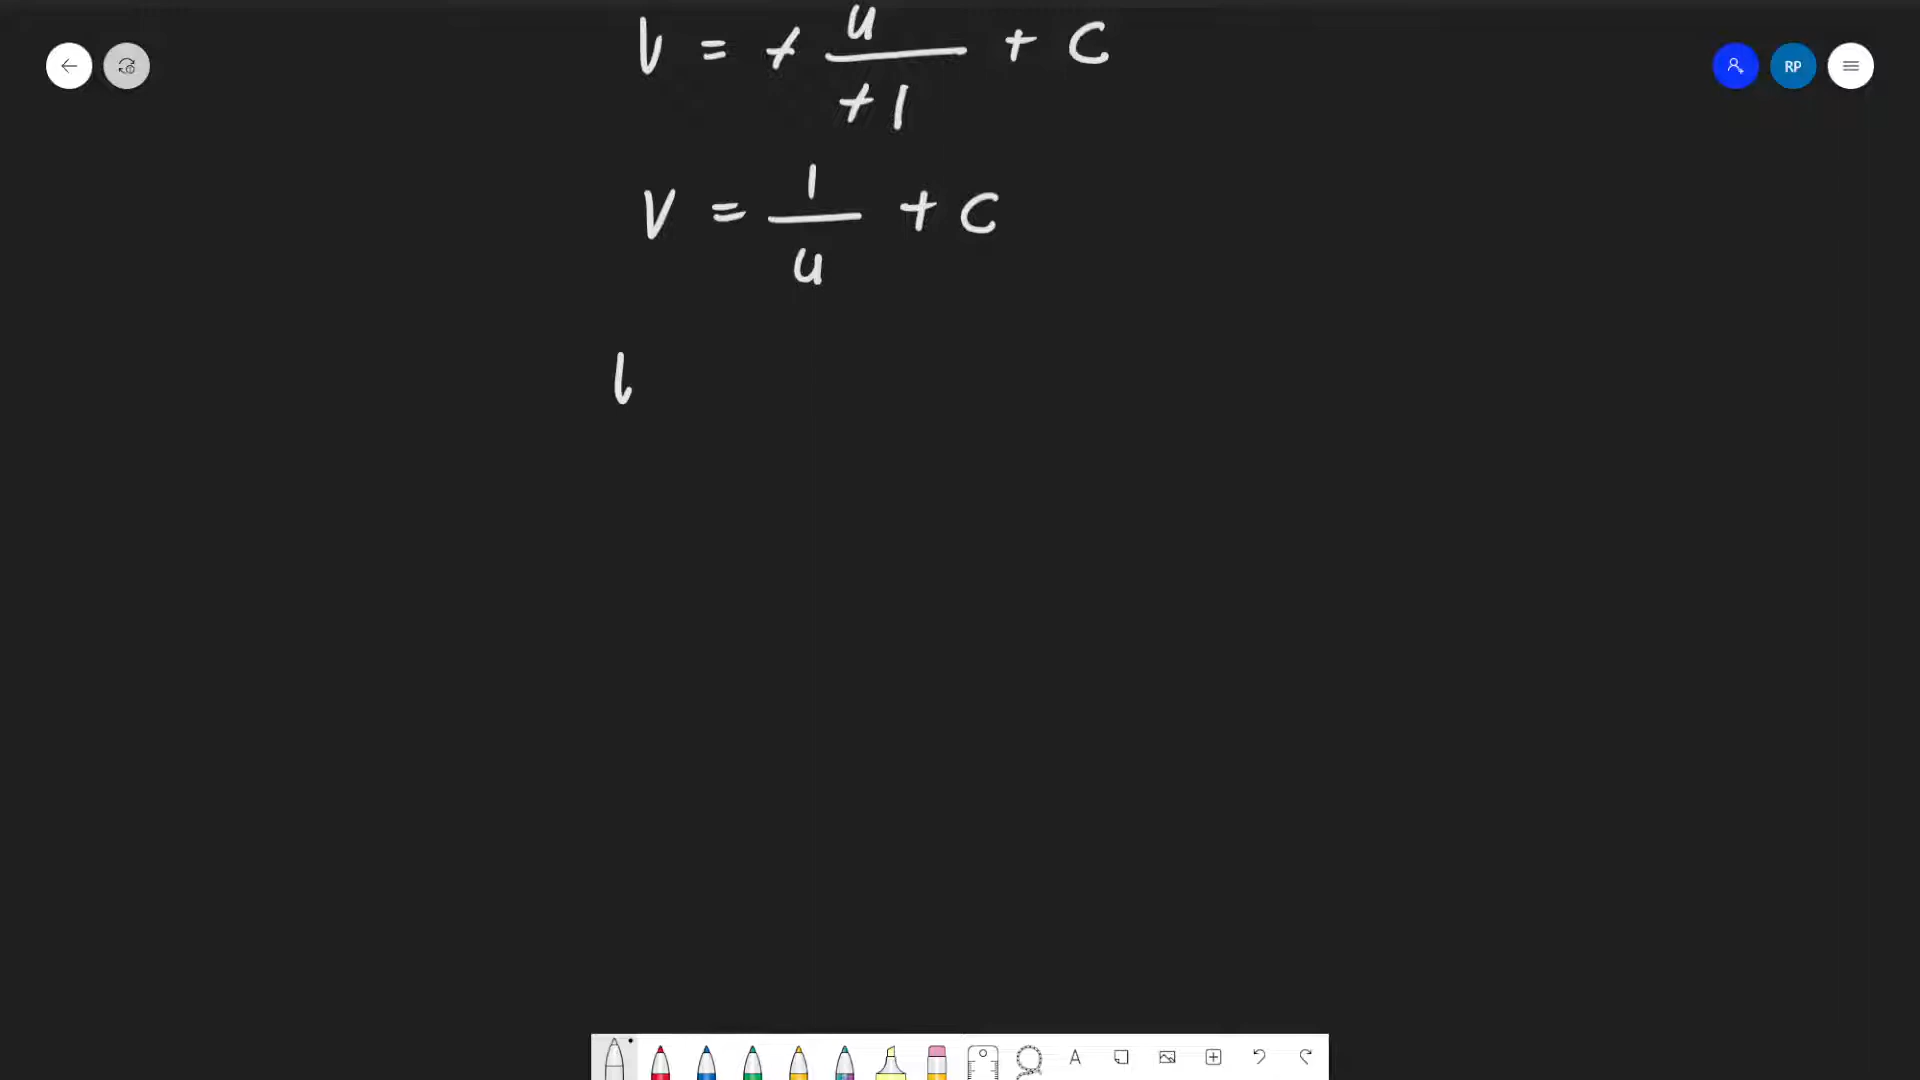 V = + u / +1 + C
RP
V = 1 / u + C
A